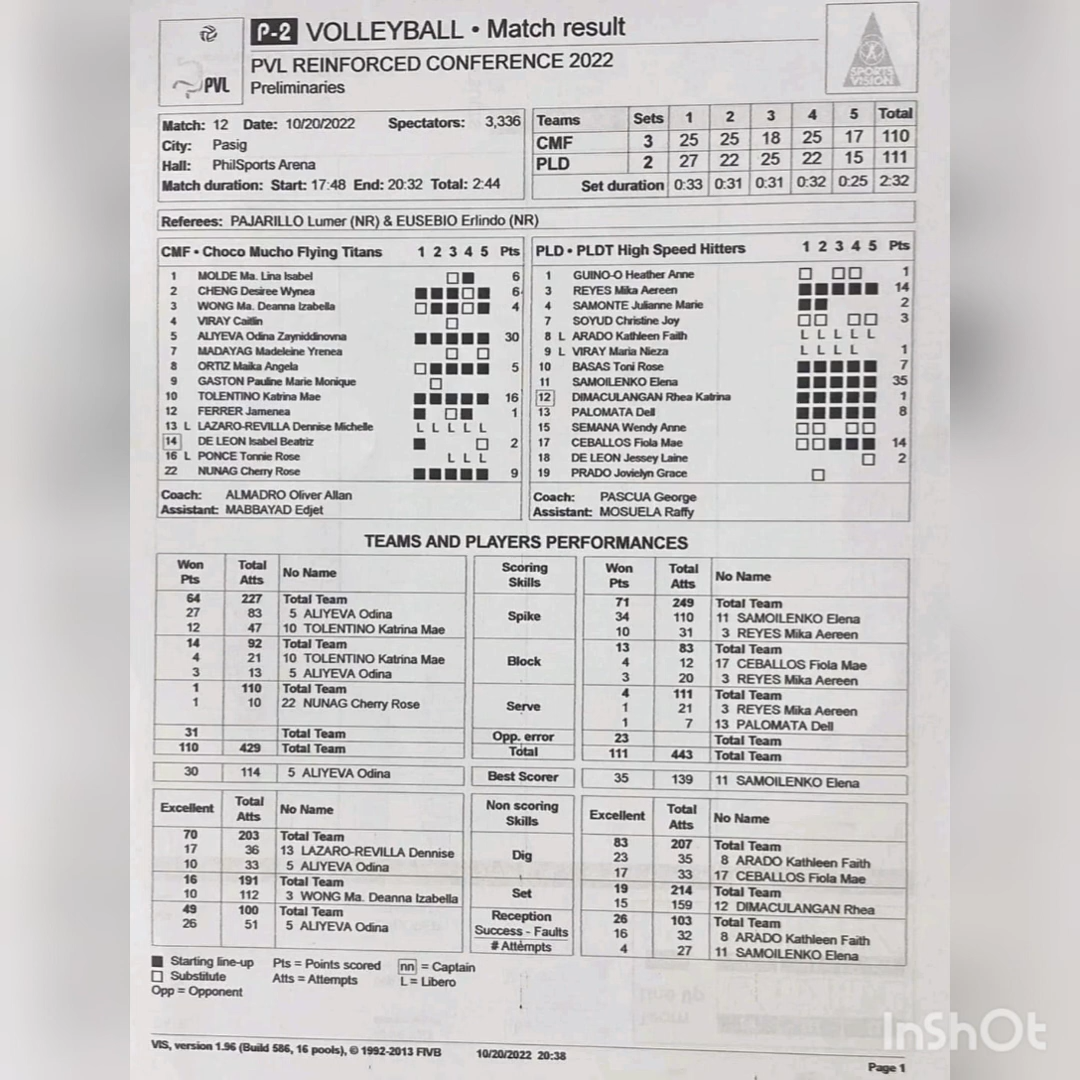 P-2 VOLLEYBALL • Match result
PVL
PVL REINFORCED CONFERENCE 2022
Preliminaries
SPORTS VISION
Match: 12 Date: 10/20/2022 Spectators: 3,336
City: Pasig
Hall: PhilSports Arena
Match duration: Start: 17:48 End: 20:32 Total: 2:44
Teams Sets 1 2 3 4 5 Total
CMF 3 25 25 18 25 17 110
PLD 2 27 22 25 22 15 111
Set duration 0:33 0:31 0:31 0:32 0:25 2:32
Referees: PAJARILLO Lumer (NR) & EUSEBIO Erlindo (NR)
CMF • Choco Mucho Flying Titans 1 2 3 4 5 Pts
1 MOLDE Ma. Lina Isabel 6
2 CHENG Desiree Wynea 6
3 WONG Ma. Deanna Izabella 4
4 VIRAY Caitlin
5 ALIYEVA Odina Zayniddinovna 30
7 MADAYAG Madeleine Yrenea
8 ORTIZ Maika Angela 5
9 GASTON Pauline Marie Monique
10 TOLENTINO Katrina Mae 16
12 FERRER Jamenea 1
13 L LAZARO-REVILLA Dennise Michelle L L L L L
14 DE LEON Isabel Beatriz 2
16 L PONCE Tonnie Rose L L L
22 NUNAG Cherry Rose 9
Coach: ALMADRO Oliver Allan
Assistant: MABBAYAD Edjet
PLD • PLDT High Speed Hitters 1 2 3 4 5 Pts
1 GUINO-O Heather Anne 1
3 REYES Mika Aereen 14
4 SAMONTE Julianne Marie 2
7 SOYUD Christine Joy 3
8 L ARADO Kathleen Faith L L L L L
9 L VIRAY Maria Nieza L L L L 1
10 BASAS Toni Rose 7
11 SAMOILENKO Elena 35
12 DIMACULANGAN Rhea Katrina 1
13 PALOMATA Dell 8
15 SEMANA Wendy Anne
17 CEBALLOS Fiola Mae 14
18 DE LEON Jessey Laine 2
19 PRADO Jovielyn Grace
Coach: PASCUA George
Assistant: MOSUELA Raffy
TEAMS AND PLAYERS PERFORMANCES
Won Pts Total Atts No Name Scoring Skills Won Pts Total Atts No Name
64 227 Total Team Spike 71 249 Total Team
27 83 5 ALIYEVA Odina 34 110 11 SAMOILENKO Elena
12 47 10 TOLENTINO Katrina Mae 10 31 3 REYES Mika Aereen
14 92 Total Team Block 13 83 Total Team
4 21 10 TOLENTINO Katrina Mae 4 12 17 CEBALLOS Fiola Mae
3 13 5 ALIYEVA Odina 3 20 3 REYES Mika Aereen
1 110 Total Team Serve 4 111 Total Team
1 10 22 NUNAG Cherry Rose 1 21 3 REYES Mika Aereen
1 7 13 PALOMATA Dell
31 Total Team Opp. error 23 Total Team
110 429 Total Team Total 111 443 Total Team
30 114 5 ALIYEVA Odina Best Scorer 35 139 11 SAMOILENKO Elena
Excellent Total Atts No Name Non scoring Skills Excellent Total Atts No Name
70 203 Total Team Dig 83 207 Total Team
17 36 13 LAZARO-REVILLA Dennise 23 35 8 ARADO Kathleen Faith
10 33 5 ALIYEVA Odina 17 33 17 CEBALLOS Fiola Mae
16 191 Total Team Set 19 214 Total Team
10 112 3 WONG Ma. Deanna Izabella 15 159 12 DIMACULANGAN Rhea
49 100 Total Team Reception 26 103 Total Team
26 51 5 ALIYEVA Odina Success - Faults 16 32 8 ARADO Kathleen Faith
# Attempts 4 27 11 SAMOILENKO Elena
Starting line-up Pts = Points scored nn = Captain
Substitute Atts = Attempts L = Libero
Opp = Opponent
VIS, version 1.96 (Build 586, 16 pools), © 1992-2013 FIVB 10/20/2022 20:38
Page 1
InShOt